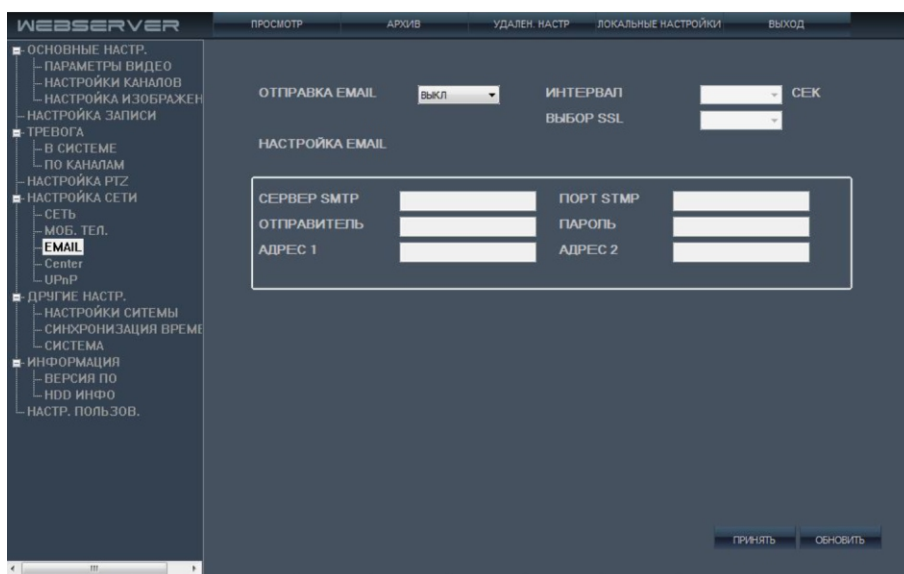 WEBSERVER
ПРОСМОТР АРХИВ УДАЛЕН. НАСТР ЛОКАЛЬНЫЕ НАСТРОЙКИ ВЫХОД
ОСНОВНЫЕ НАСТР.
ПАРАМЕТРЫ ВИДЕО
НАСТРОЙКИ КАНАЛОВ
НАСТРОЙКА ИЗОБРАЖЕН
НАСТРОЙКА ЗАПИСИ
ТРЕВОГА
В СИСТЕМЕ
ПО КАНАЛАМ
НАСТРОЙКА PTZ
НАСТРОЙКА СЕТИ
СЕТЬ
МОБ. ТЕЛ.
EMAIL
Center
UPnP
ДРУГИЕ НАСТР.
НАСТРОЙКИ СИТЕМЫ
СИНХРОНИЗАЦИЯ ВРЕМЕ
СИСТЕМА
ИНФОРМАЦИЯ
ВЕРСИЯ ПО
HDD ИНФО
НАСТР. ПОЛЬЗОВ.
ОТПРАВКА EMAIL ВЫКЛ ИНТЕРВАЛ СЕК
ВЫБОР SSL
НАСТРОЙКА EMAIL
СЕРВЕР SMTP ПОРТ STMP
ОТПРАВИТЕЛЬ ПАРОЛЬ
АДРЕС 1 АДРЕС 2
ПРИНЯТЬ ОБНОВИТЬ